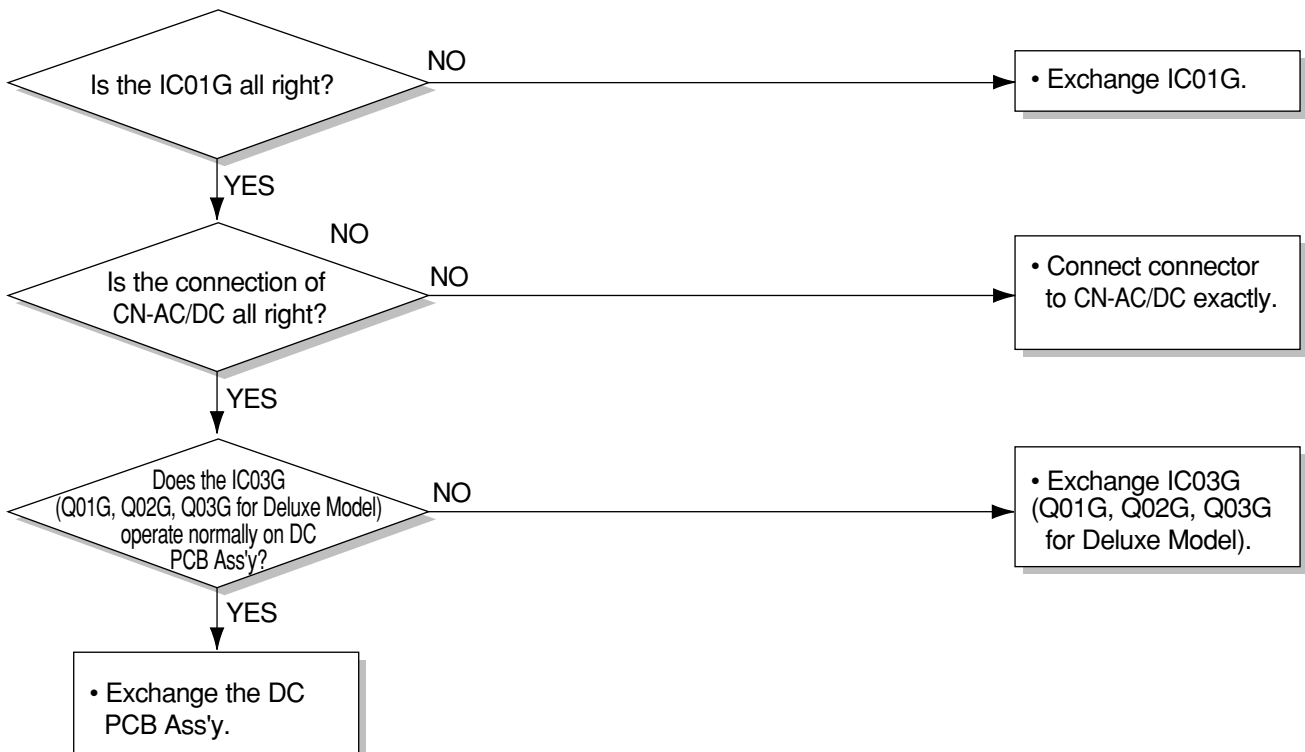 Is the IC01G all right?
NO
• Exchange IC01G.
YES
NO
Is the connection of
CN-AC/DC all right?
NO
• Connect connector
to CN-AC/DC exactly.
YES
Does the IC03G
(Q01G, Q02G, Q03G for Deluxe Model)
operate normally on DC
PCB Ass'y?
NO
• Exchange IC03G
(Q01G, Q02G, Q03G
for Deluxe Model).
YES
• Exchange the DC
PCB Ass'y.